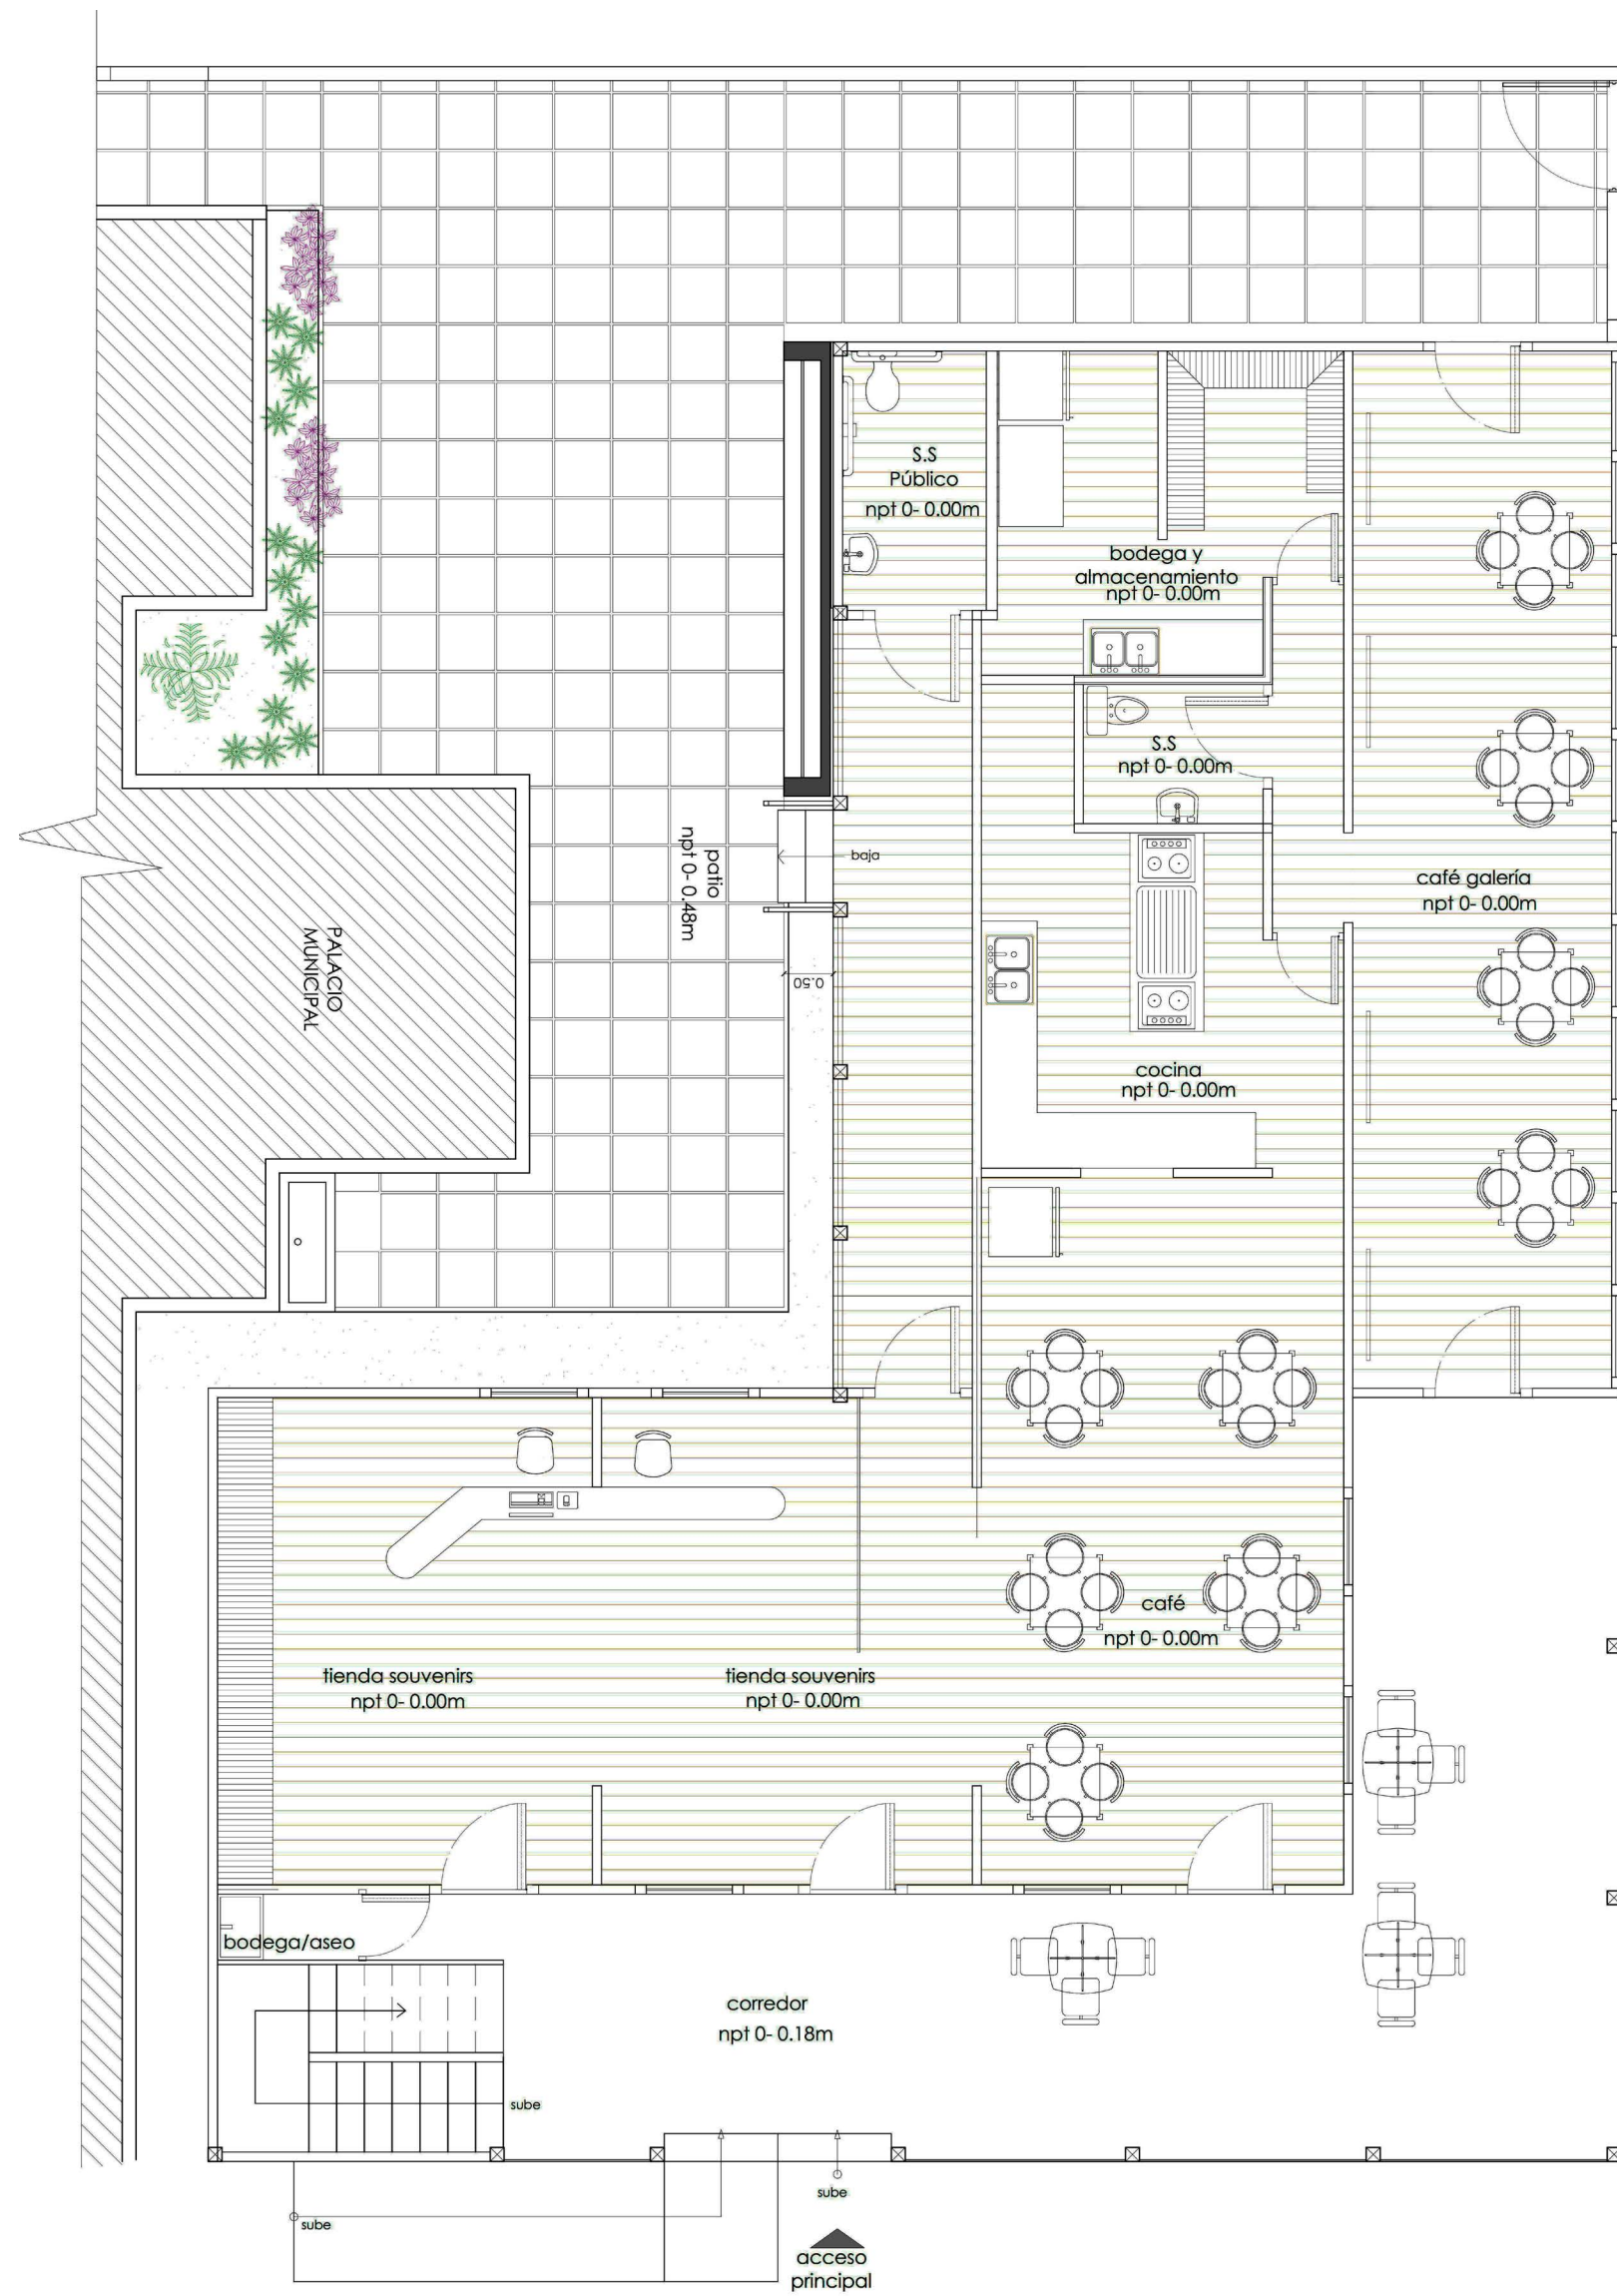 S.S
Público
npt 0- 0.00m
bodega y
almacenamiento
npt 0- 0.00m
S.S
npt 0- 0.00m
patio
npt 0- 0.48m
baja
café galería
npt 0- 0.00m
PALACIO
MUNICIPAL
0.50
cocina
npt 0- 0.00m
café
npt 0- 0.00m
tienda souvenirs
npt 0- 0.00m
tienda souvenirs
npt 0- 0.00m
bodega/aseo
corredor
npt 0- 0.18m
sube
sube
sube
acceso
principal